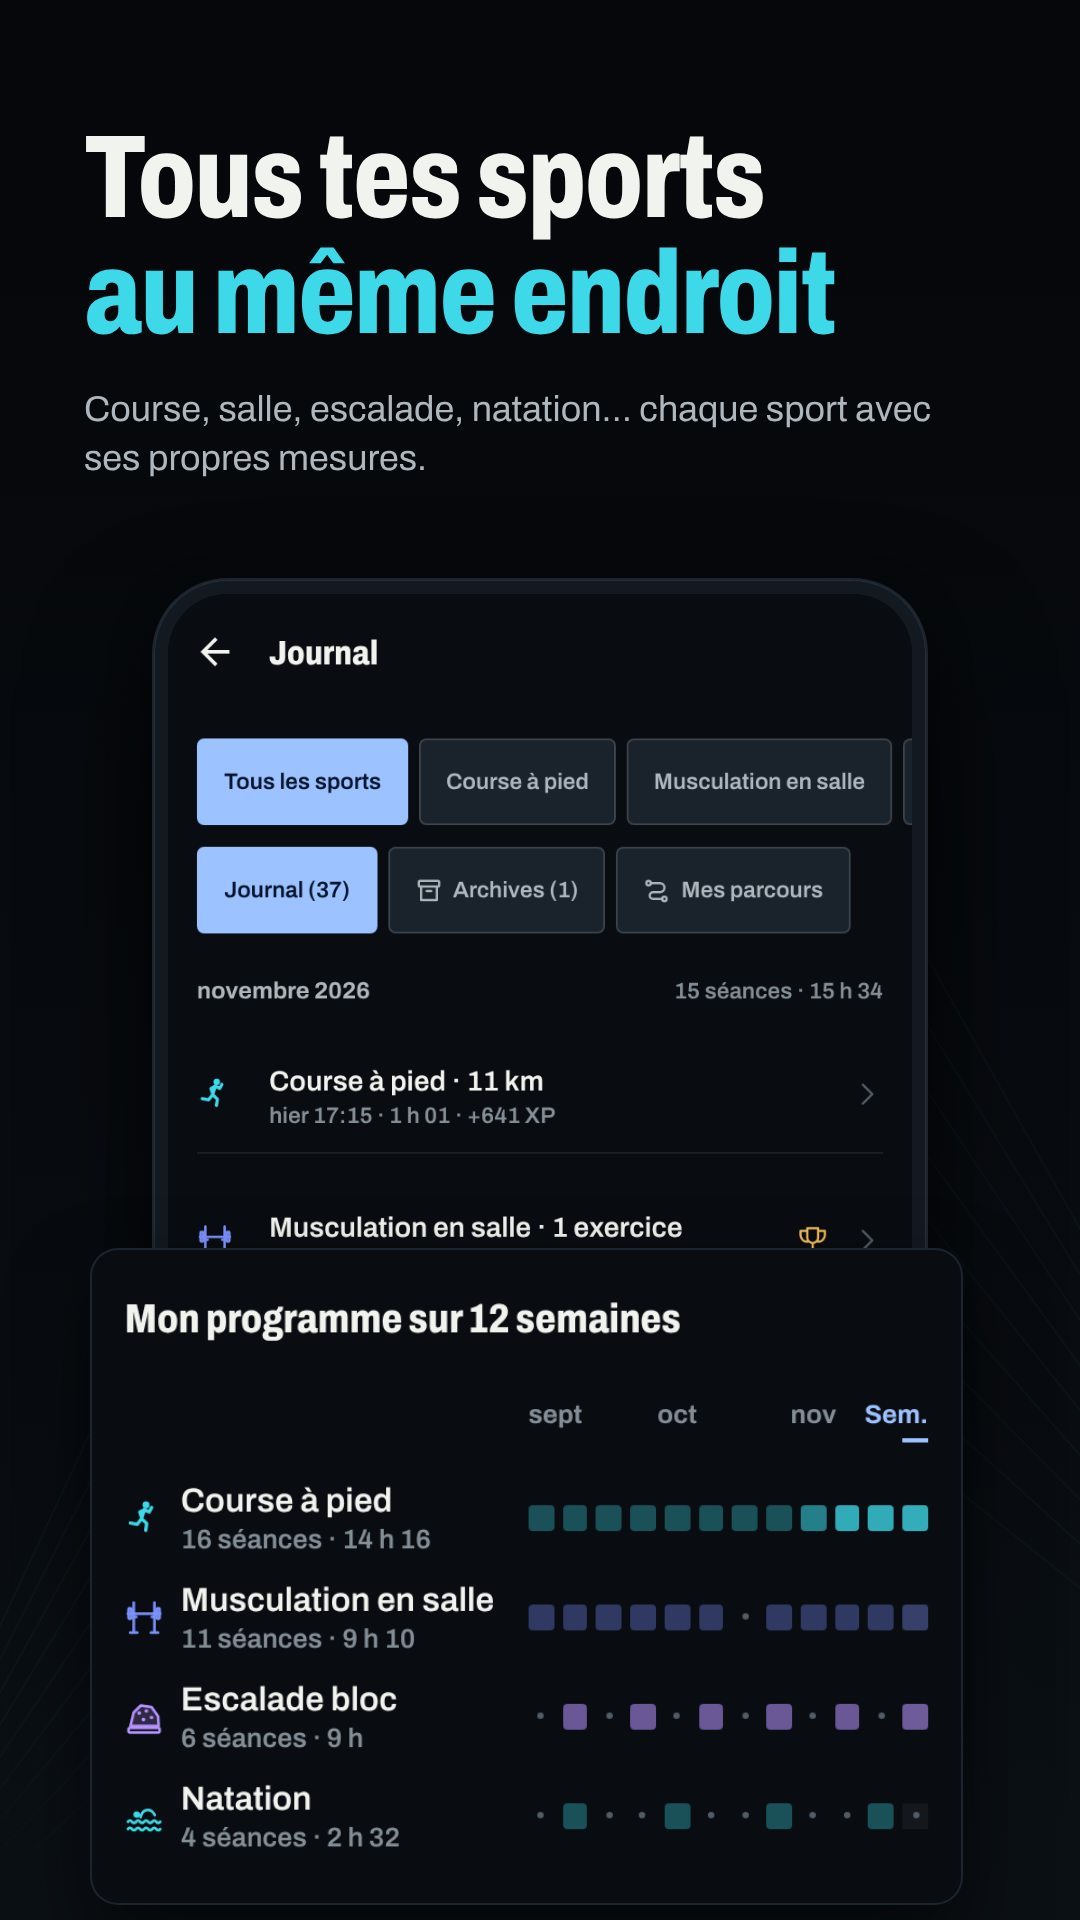 Tous tes sports
au même endroit
Course, salle, escalade, natation... chaque sport avec
ses propres mesures.
Journal
Tous les sports
Course à pied
Musculation en salle
Journal (37)
Archives (1)
Mes parcours
novembre 2026
15 séances · 15 h 34
Course à pied · 11 km
hier 17:15 · 1 h 01 · +641 XP
Musculation en salle · 1 exercice
Mon programme sur 12 semaines
sept oct nov Sem.
Course à pied
16 séances · 14 h 16
Musculation en salle
11 séances · 9 h 10
Escalade bloc
6 séances · 9 h
Natation
4 séances · 2 h 32